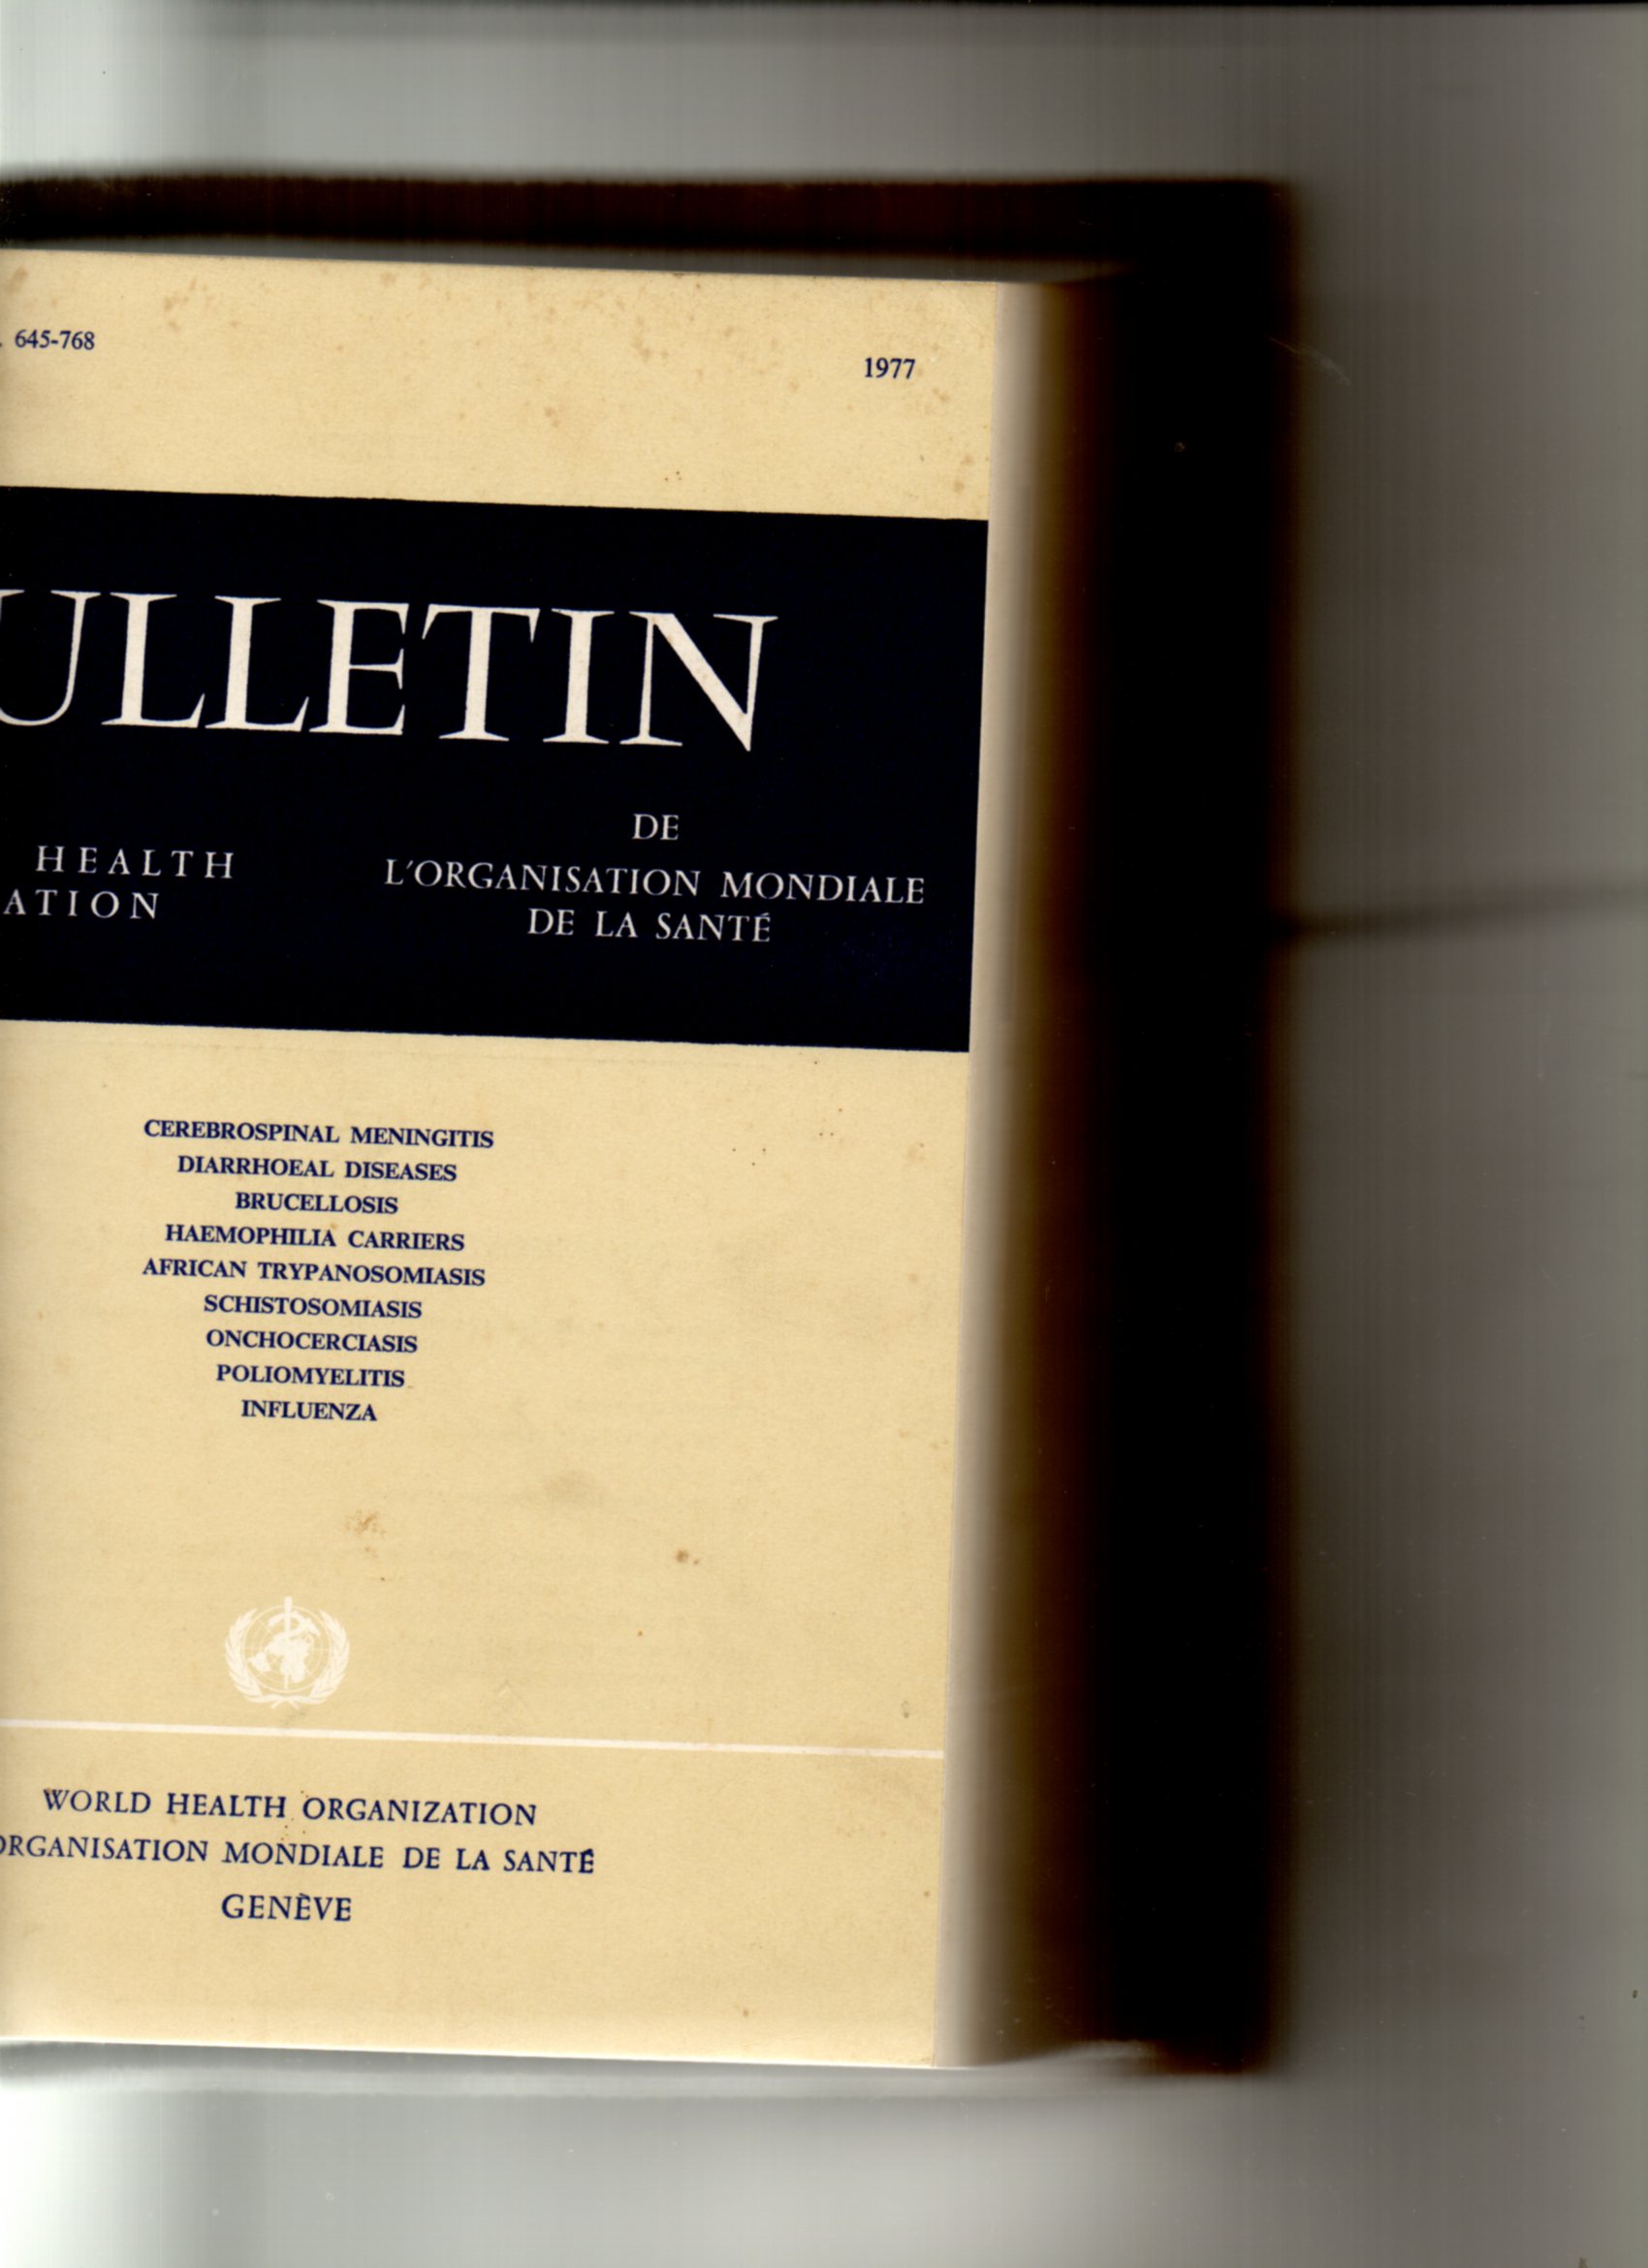 . 645-768
1977
ULLETIN
HEALTH
ATION
DE
L'ORGANISATION MONDIALE
DE LA SANTÉ
CEREBROSPINAL MENINGITIS
DIARRHOEAL DISEASES
BRUCELLOSIS
HAEMOPHILIA CARRIERS
AFRICAN TRYPANOSOMIASIS
SCHISTOSOMIASIS
ONCHOCERCIASIS
POLIOMYELITIS
INFLUENZA
WORLD HEALTH ORGANIZATION
ORGANISATION MONDIALE DE LA SANTÉ
GENÈVE